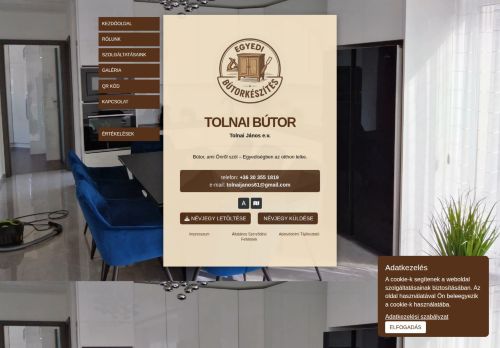 KEZDŐOLDAL
RÓLUNK
SZOLGÁLTATÁSAINK
GALÉRIA
QR KÓD
KAPCSOLAT
ÉRTÉKELÉSEK
EGYEDI
BÚTORKÉSZÍTÉS
TOLNAI BÚTOR
Tolnai János e.v.
Bútor, ami Önről szól – Egyediségben az otthon lelke.
telefon: +36 30 355 1819
e-mail: tolnaijanos61@gmail.com
NÉVJEGY LETÖLTÉSE
NÉVJEGY KÜLDÉSE
Impresszum
Általános Szerződési
Feltételek
Adatvédelmi Tájékoztató
Adatkezelés
A cookie-k segítenek a weboldal
szolgáltatásainak biztosításában. Az
oldal használatával Ön beleegyezik
a cookie-k használatába.
Adatkezelési szabályzat
ELFOGADÁS